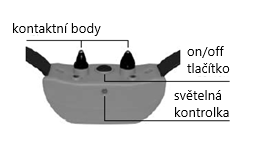 kontaktní body
on/off
tlačítko
světelná
kontrolka